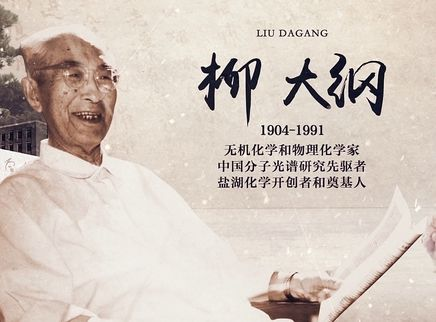 LIU DAGANG
柳大纲
1904-1991
无机化学和物理化学家
中国分子光谱研究先驱者
盐湖化学开创者和奠基人